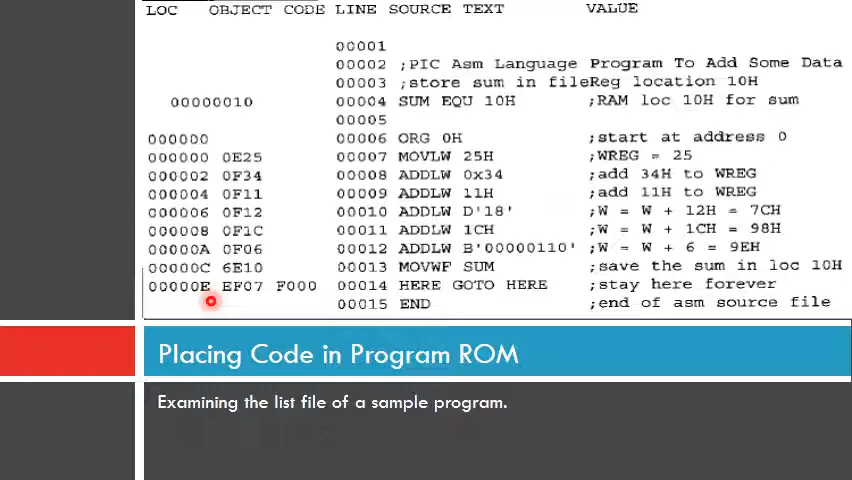 LOC OBJECT CODE LINE SOURCE TEXT VALUE
00001
00002 ;PIC Asm Language Program To Add Some Data
00003 ;store sum in fileReg location 10H
00000010 00004 SUM EQU 10H ;RAM loc 10H for sum
00005
000000 00006 ORG 0H ;start at address 0
000000 0E25 00007 MOVLW 25H ;WREG = 25
000002 0F34 00008 ADDLW 0x34 ;add 34H to WREG
000004 0F11 00009 ADDLW 11H ;add 11H to WREG
000006 0F12 00010 ADDLW D'18' ;W = W + 12H = 7CH
000008 0F1C 00011 ADDLW 1CH ;W = W + 1CH = 98H
00000A 0F06 00012 ADDLW B'00000110' ;W = W + 6 = 9EH
00000C 6E10 00013 MOVWF SUM ;save the sum in loc 10H
00000E EF07 F000 00014 HERE GOTO HERE ;stay here forever
00015 END ;end of asm source file
Placing Code in Program ROM
Examining the list file of a sample program.